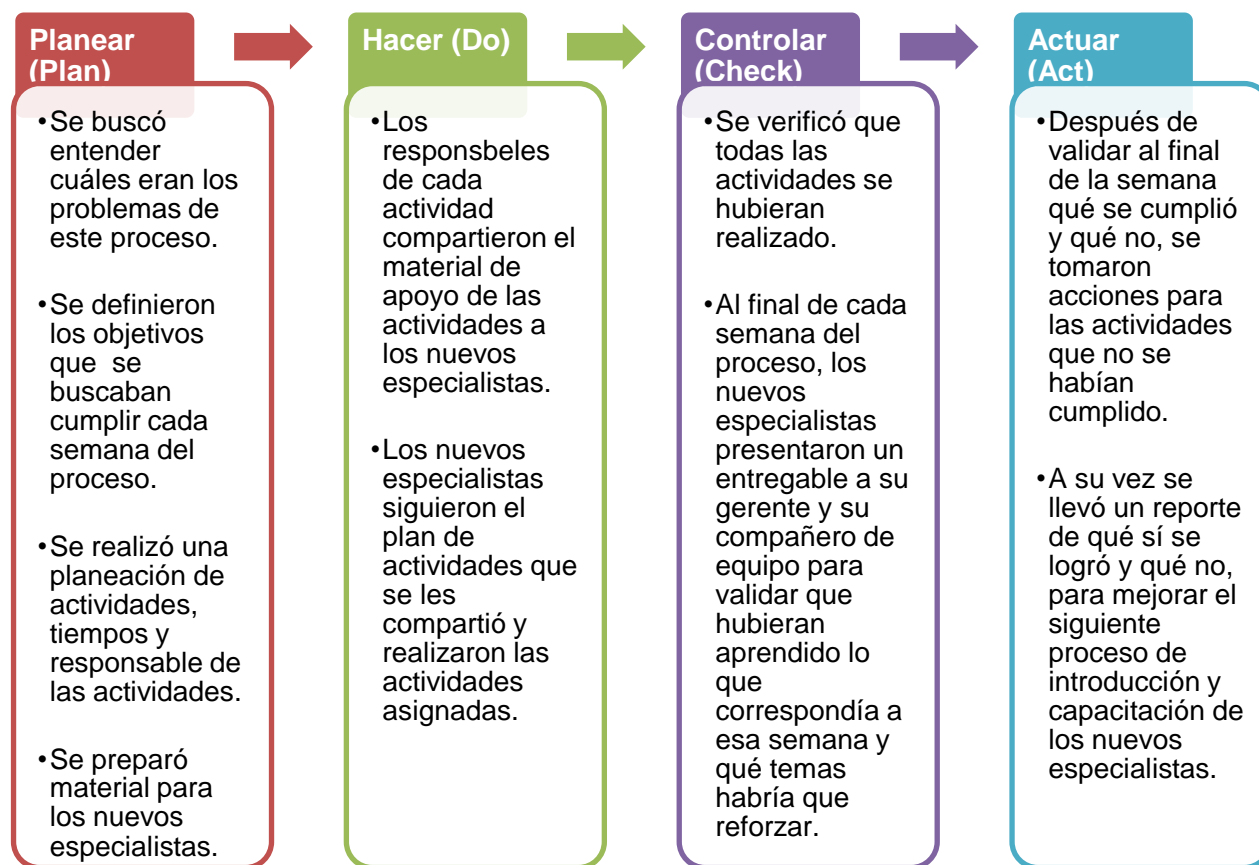 Planear
(Plan)
•Se buscó
entender
cuáles eran los
problemas de
este proceso.
•Se definieron
los objetivos
que se
buscaban
cumplir cada
semana del
proceso.
•Se realizó una
planeación de
actividades,
tiempos y
responsable de
las actividades.
•Se preparó
material para
los nuevos
especialistas.
Hacer (Do)
•Los
responsbeles
de cada
actividad
compartieron el
material de
apoyo de las
actividades a
los nuevos
especialistas.
•Los nuevos
especialistas
siguieron el
plan de
actividades que
se les
compartió y
realizaron las
actividades
asignadas.
Controlar
(Check)
•Se verificó que
todas las
actividades se
hubieran
realizado.
•Al final de cada
semana del
proceso, los
nuevos
especialistas
presentaron un
entregable a su
gerente y su
compañero de
equipo para
validar que
hubieran
aprendido lo
que
correspondía a
esa semana y
qué temas
habría que
reforzar.
Actuar
(Act)
•Después de
validar al final
de la semana
qué se cumplió
y qué no, se
tomaron
acciones para
las actividades
que no se
habían
cumplido.
•A su vez se
llevó un reporte
de qué sí se
logró y qué no,
para mejorar el
siguiente
proceso de
introducción y
capacitación de
los nuevos
especialistas.